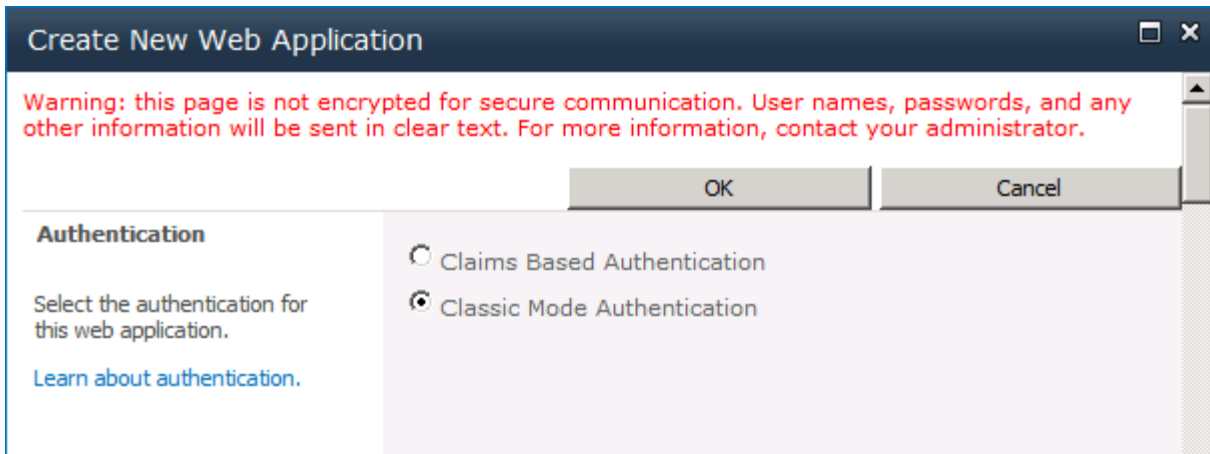 Create New Web Application
Warning: this page is not encrypted for secure communication. User names, passwords, and any
other information will be sent in clear text. For more information, contact your administrator.
OK
Cancel
Authentication
Select the authentication for
this web application.
Learn about authentication.
Claims Based Authentication
Classic Mode Authentication